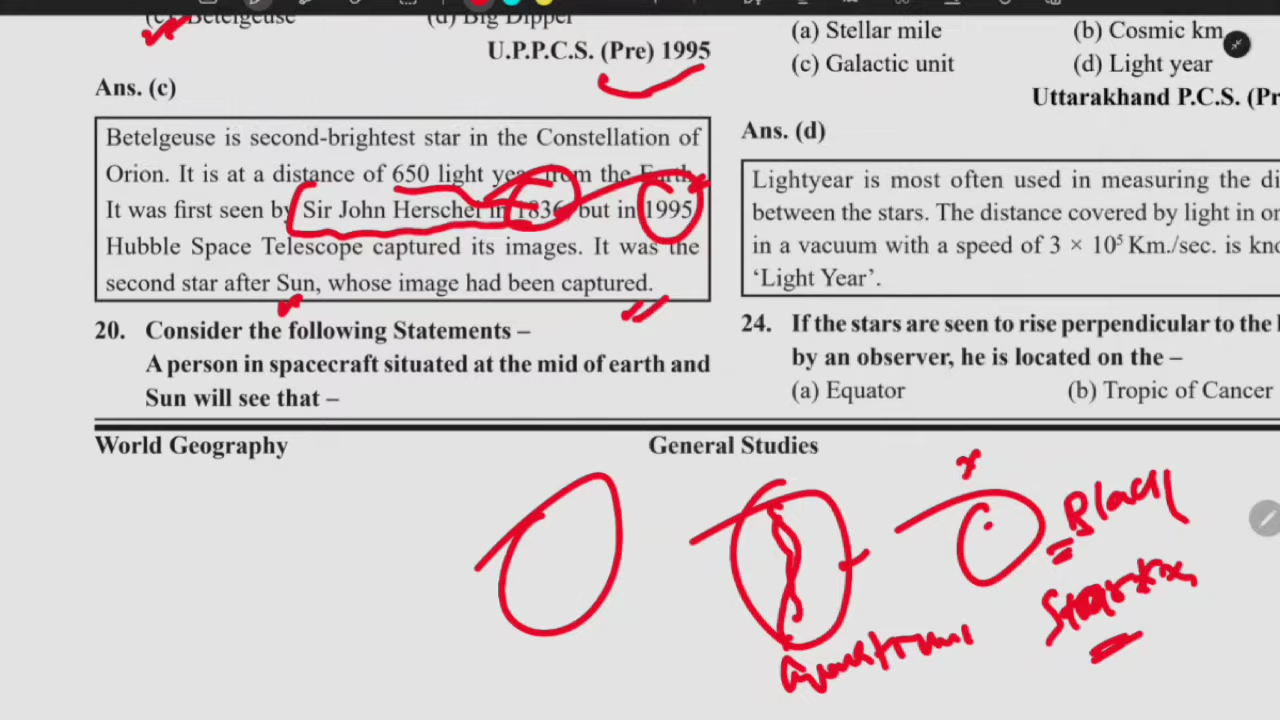 (c) Betelgeuse (d) Big Dipper
U.P.P.C.S. (Pre) 1995
Ans. (c)
Betelgeuse is second-brightest star in the Constellation of
Orion. It is at a distance of 650 light year from the Earth.
It was first seen by Sir John Herschel in 1836, but in 1995
Hubble Space Telescope captured its images. It was the
second star after Sun, whose image had been captured.
20. Consider the following Statements –
A person in spacecraft situated at the mid of earth and
Sun will see that –
(a) Stellar mile (b) Cosmic km
(c) Galactic unit (d) Light year
Uttarakhand P.C.S. (Pr
Ans. (d)
Lightyear is most often used in measuring the di
between the stars. The distance covered by light in on
in a vacuum with a speed of 3 × 10⁵ Km./sec. is kno
‘Light Year’.
24. If the stars are seen to rise perpendicular to the
by an observer, he is located on the –
(a) Equator (b) Tropic of Cancer
World Geography General Studies
Black